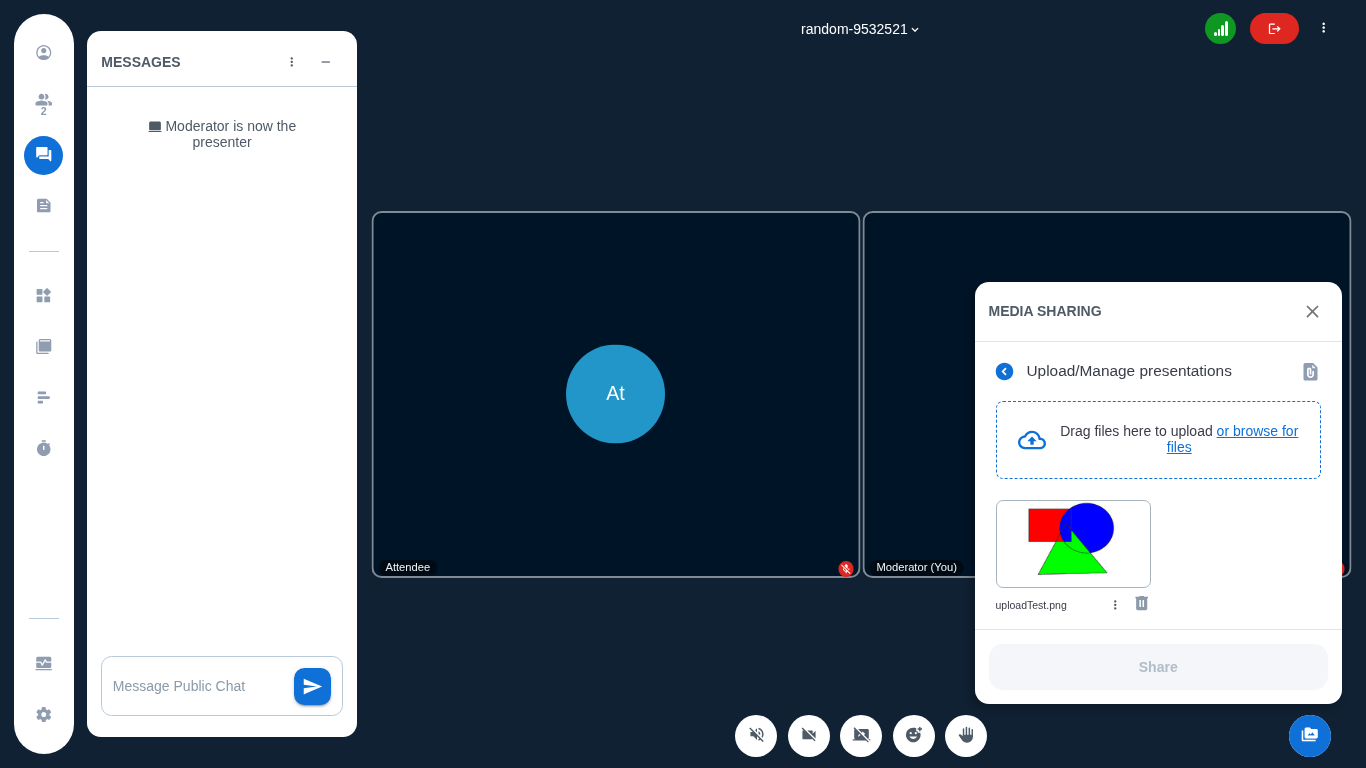 random-9532521
2
MESSAGES
Moderator is now the
presenter
Message Public Chat
At
Attendee
Moderator (You)
MEDIA SHARING
Upload/Manage presentations
Drag files here to upload or browse for
files
uploadTest.png
Share